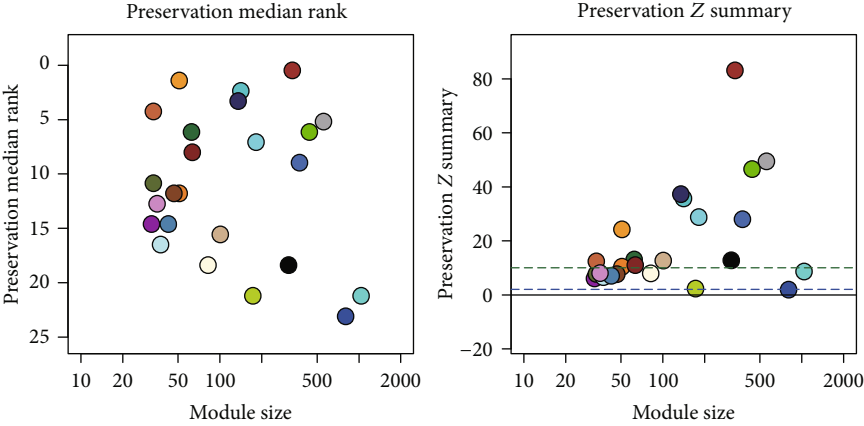 Preservation median rank
Preservation median rank
0
5
10
15
20
25
10 20 50 100 500 2000
Module size
Preservation Z summary
Preservation Z summary
80
60
40
20
0
−20
10 20 50 100 500 2000
Module size